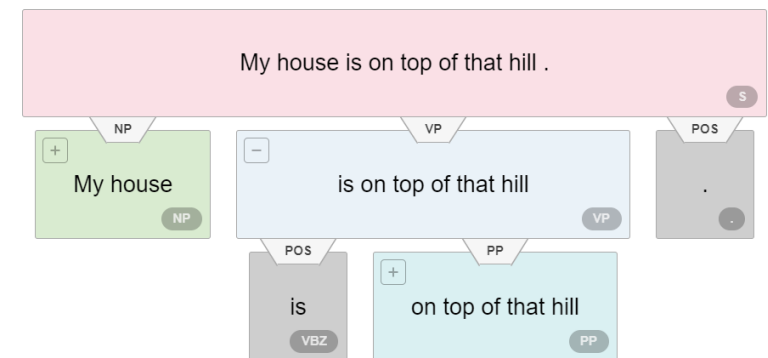 My house is on top of that hill .
S
NP VP POS
+ −
My house is on top of that hill .
NP VP .
POS PP
+
is on top of that hill
VBZ PP